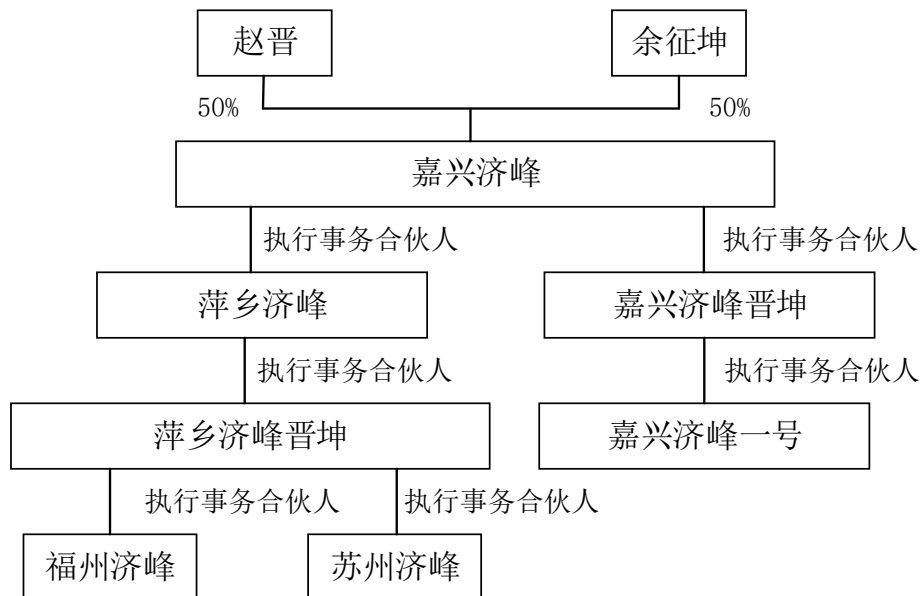 赵晋
余征坤
50%
50%
嘉兴济峰
执行事务合伙人
执行事务合伙人
萍乡济峰
嘉兴济峰晋坤
执行事务合伙人
执行事务合伙人
萍乡济峰晋坤
嘉兴济峰一号
执行事务合伙人
执行事务合伙人
福州济峰
苏州济峰